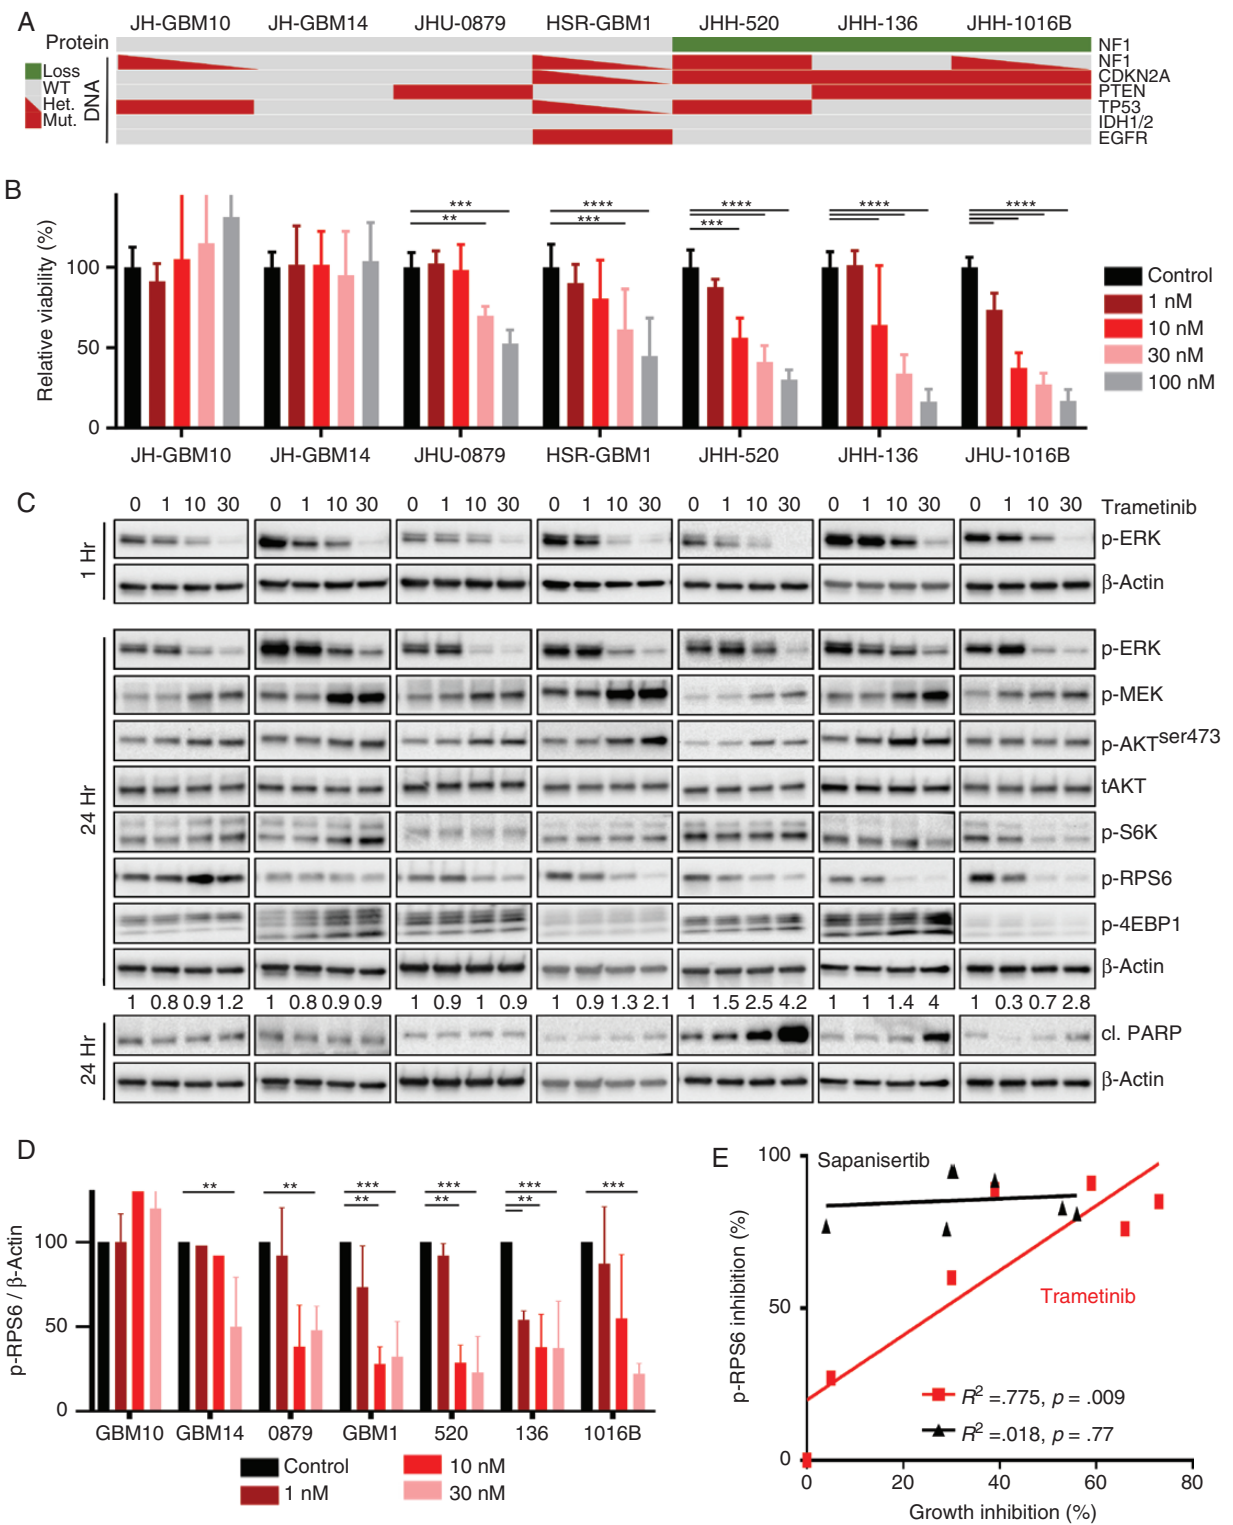 A
JH-GBM10 JH-GBM14 JHU-0879 HSR-GBM1 JHH-520 JHH-136 JHH-1016B
Protein
NF1
NF1
Loss
CDKN2A
WT
PTEN
Het.
TP53
Mut.
IDH1/2
DNA
EGFR
B
Relative viability (%)
100
50
0
*** ** **** *** **** *** **** ****
Control
1 nM
10 nM
30 nM
100 nM
JH-GBM10 JH-GBM14 JHU-0879 HSR-GBM1 JHH-520 JHH-136 JHU-1016B
C
0 1 10 30 0 1 10 30 0 1 10 30 0 1 10 30 0 1 10 30 0 1 10 30 0 1 10 30 Trametinib
1 Hr
p-ERK
β-Actin
24 Hr
p-ERK
p-MEK
p-AKTser473
tAKT
p-S6K
p-RPS6
p-4EBP1
β-Actin
1 0.8 0.9 1.2 1 0.8 0.9 0.9 1 0.9 1 0.9 1 0.9 1.3 2.1 1 1.5 2.5 4.2 1 1 1.4 4 1 0.3 0.7 2.8
24 Hr
cl. PARP
β-Actin
D
p-RPS6 / β-Actin
100
50
0
** ** *** ** *** ** *** ** ***
GBM10 GBM14 0879 GBM1 520 136 1016B
Control
1 nM
10 nM
30 nM
E
p-RPS6 inhibition (%)
100
50
0
Sapanisertib
Trametinib
R2 =.775, p = .009
R2 =.018, p = .77
0 20 40 60 80
Growth inhibition (%)